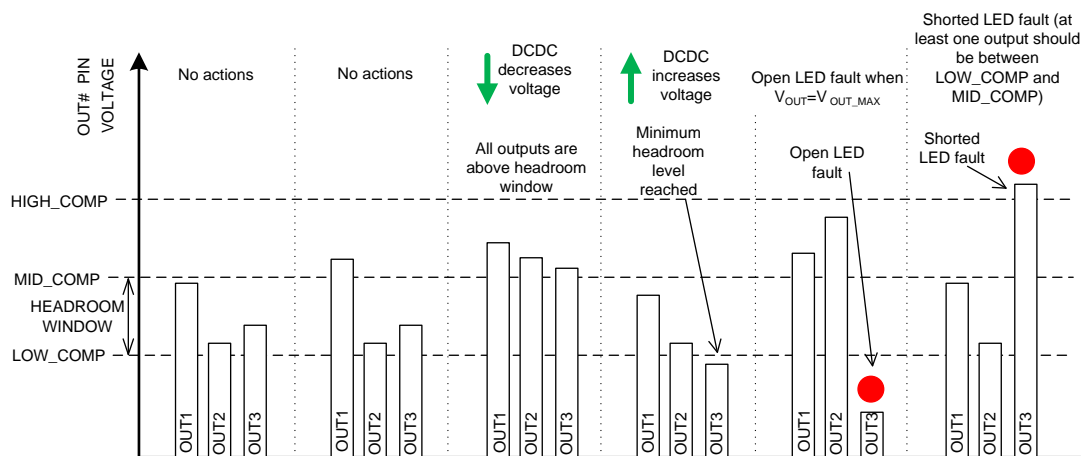 OUT# PIN
VOLTAGE
No actions
No actions
DCDC
decreases
voltage
All outputs are
above headroom
window
DCDC
increases
voltage
Minimum
headroom
level
reached
Open LED fault when
VOUT=VOUT_MAX
Open LED
fault
Shorted LED fault (at
least one output should
be between
LOW_COMP and
MID_COMP)
Shorted
LED fault
HIGH_COMP
MID_COMP
HEADROOM
WINDOW
LOW_COMP
OUT1
OUT2
OUT3
OUT1
OUT2
OUT3
OUT1
OUT2
OUT3
OUT1
OUT2
OUT3
OUT1
OUT2
OUT3
OUT1
OUT2
OUT3